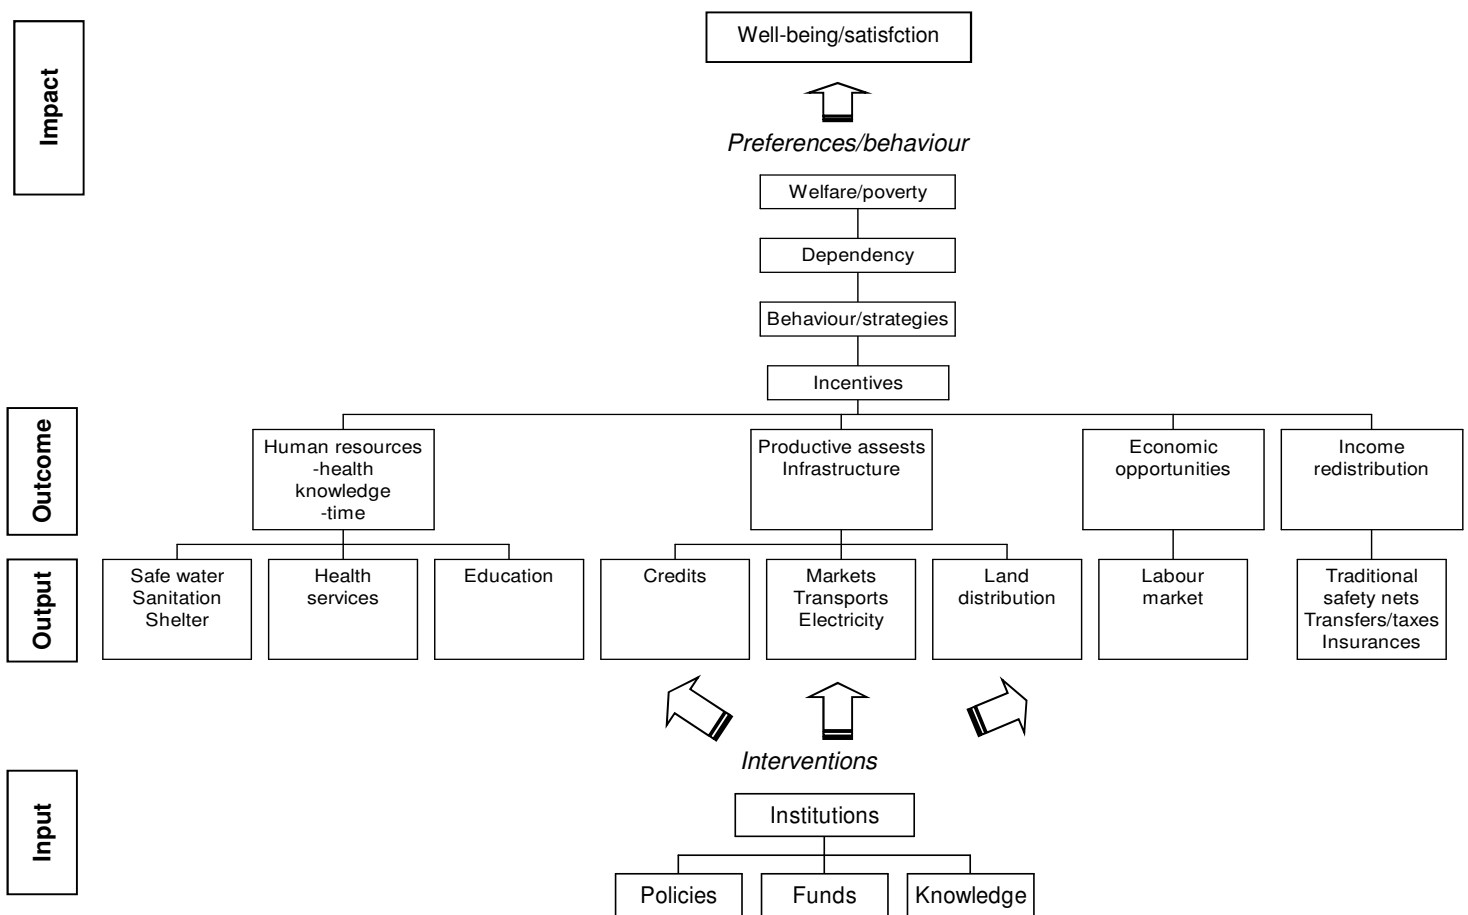 Impact
Well-being/satisfction
Preferences/behaviour
Welfare/poverty
Dependency
Behaviour/strategies
Incentives
Outcome
Human resources
-health
knowledge
-time
Productive assests
Infrastructure
Economic
opportunities
Income
redistribution
Output
Safe water
Sanitation
Shelter
Health
services
Education
Credits
Markets
Transports
Electricity
Land
distribution
Labour
market
Traditional
safety nets
Transfers/taxes
Insurances
Interventions
Input
Institutions
Policies
Funds
Knowledge